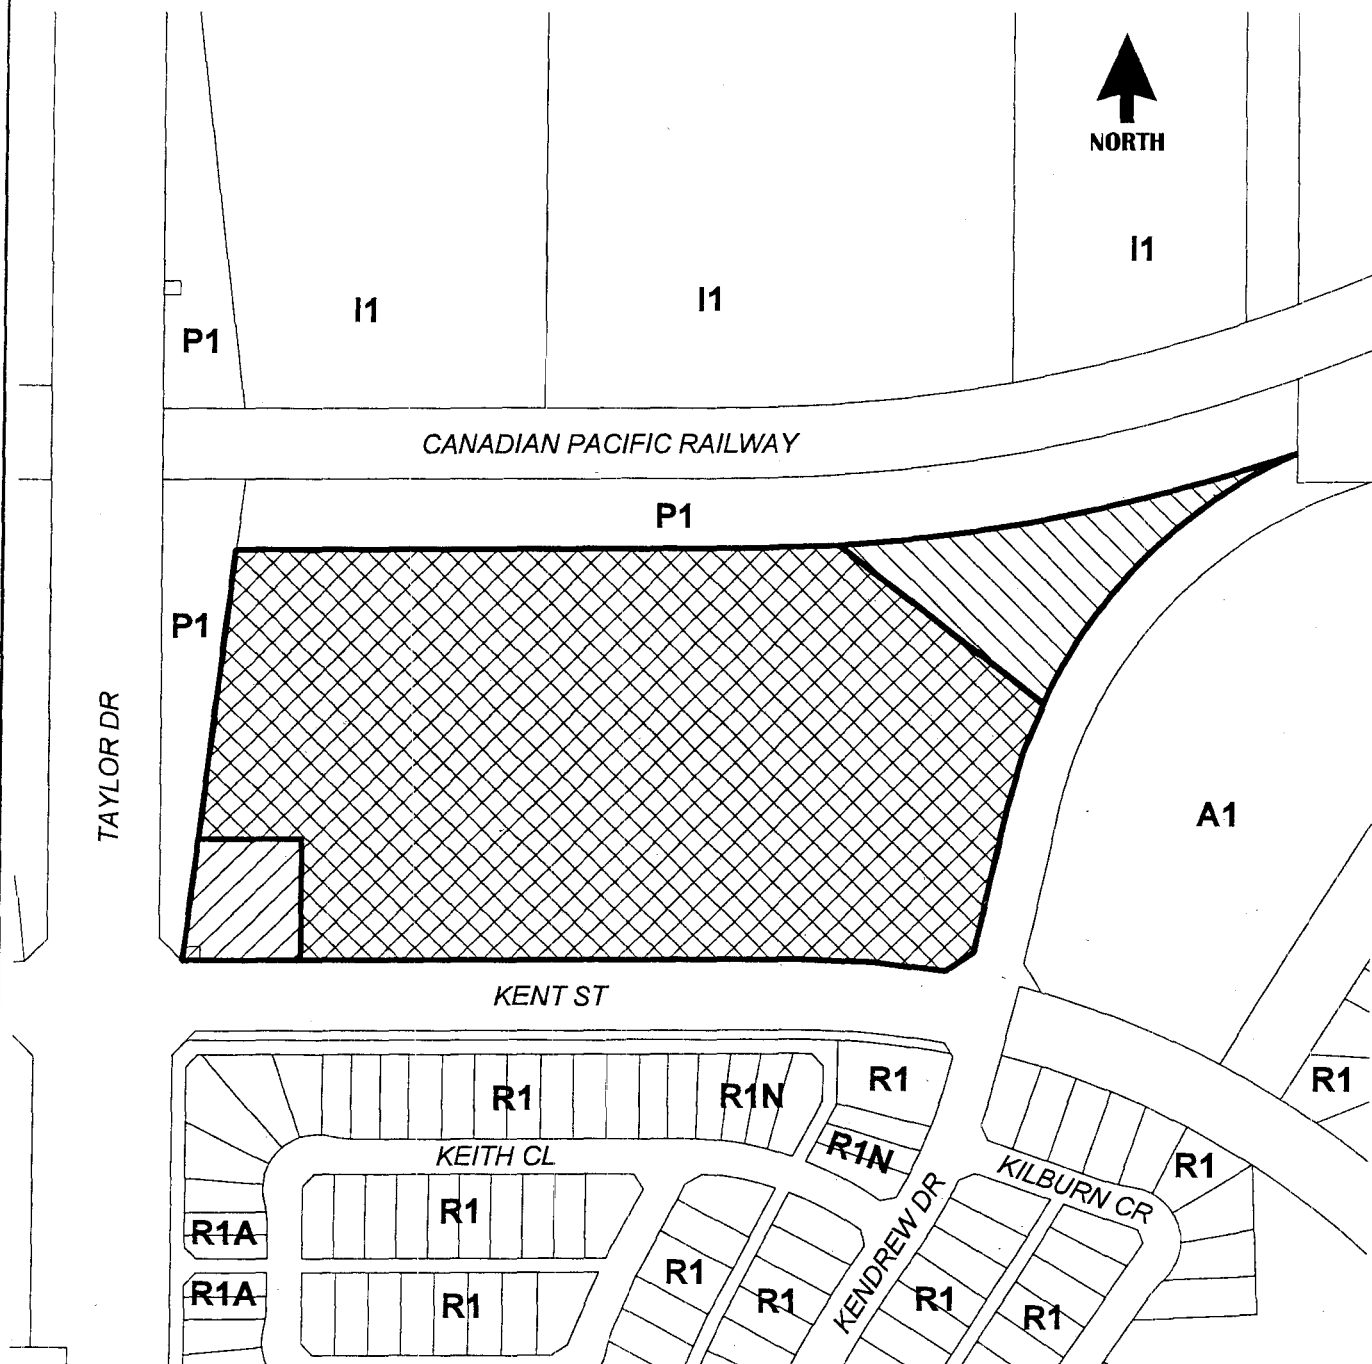 NORTH
I1
I1
I1
P1
CANADIAN PACIFIC RAILWAY
P1
P1
TAYLOR DR
A1
KENT ST
R1
R1N
R1
R1
KEITH CL
R1N
KILBURN CR
R1
R1
R1A
KENDREW DR
R1A
R1
R1
R1
R1
R1